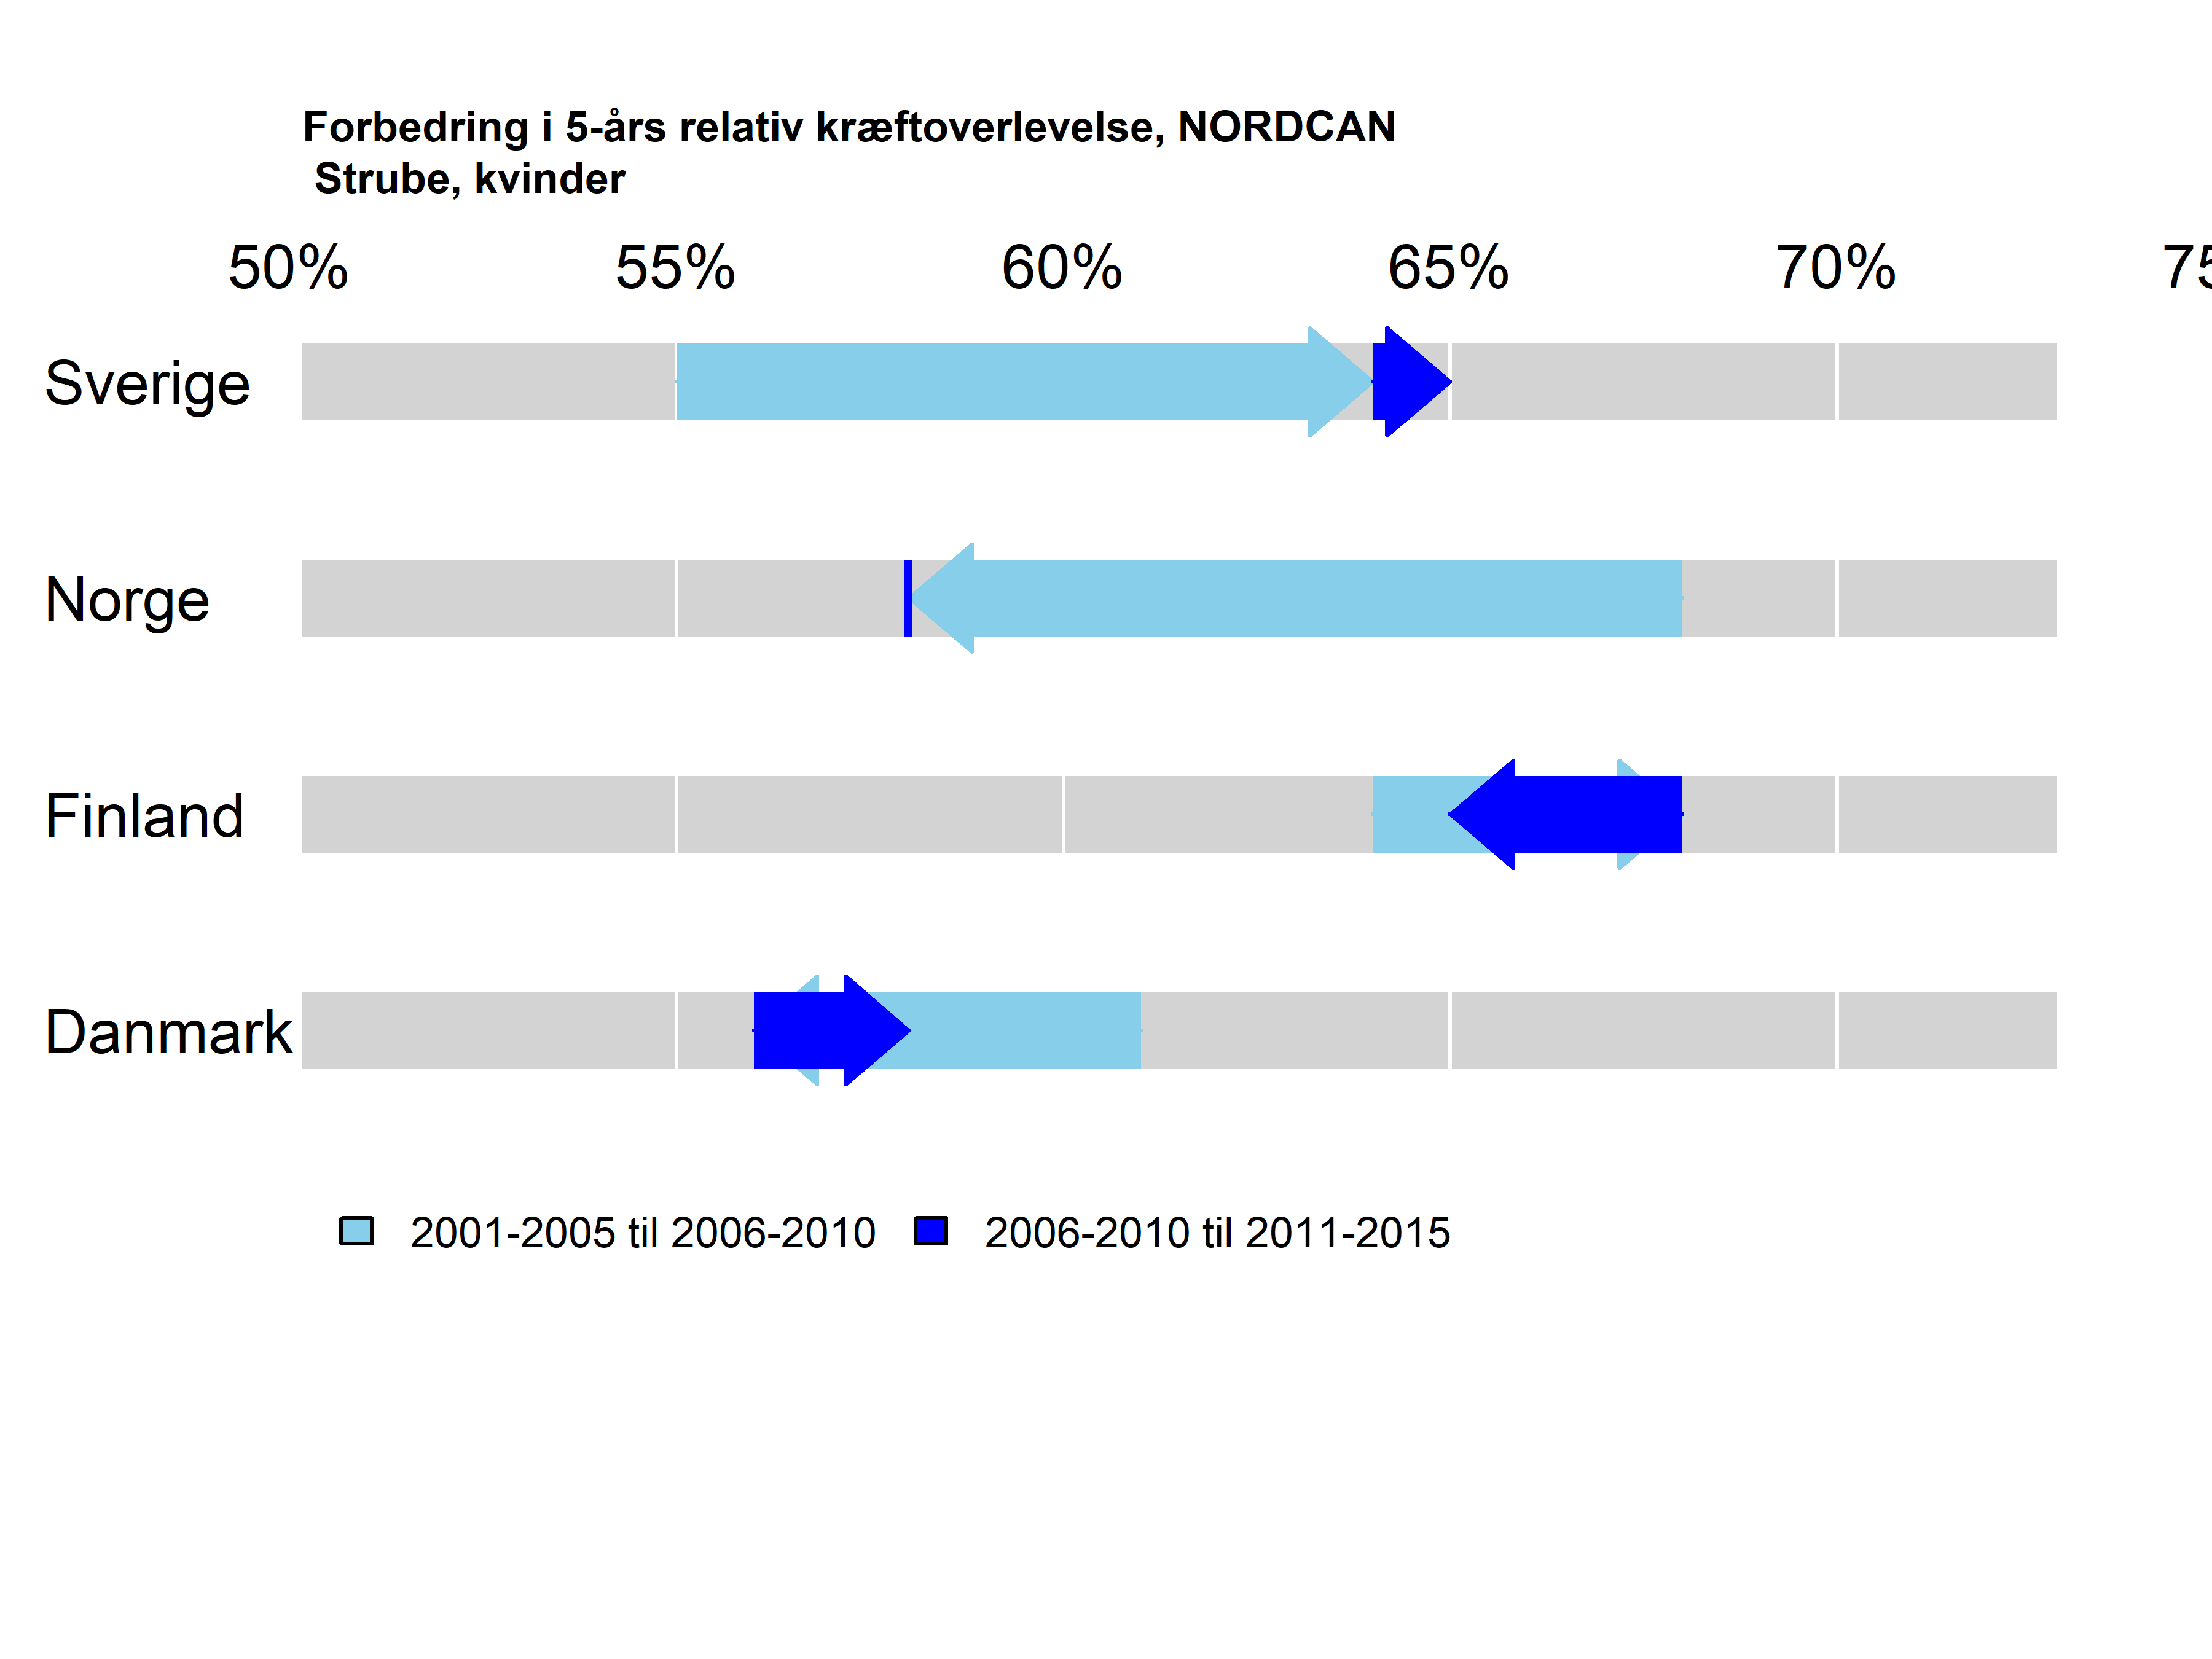 Forbedring i 5-års relativ kræftoverlevelse, NORDCAN
Strube, kvinder
50% 55% 60% 65% 70% 75
Sverige
Norge
Finland
Danmark
2001-2005 til 2006-2010 2006-2010 til 2011-2015